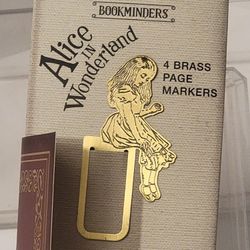 BOOKMINDERS®
Alice IN
Wonderland
4 BRASS
PAGE
MARKERS